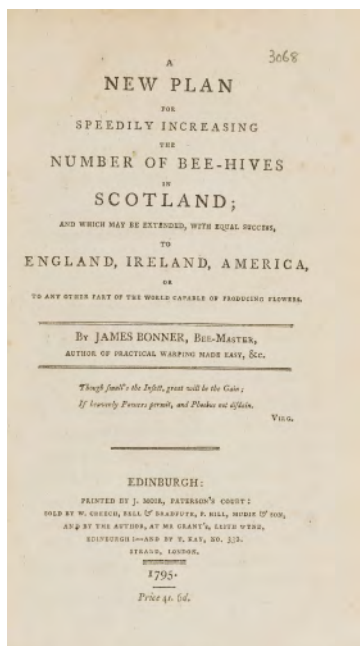 3068
A
NEW PLAN
FOR
SPEEDILY INCREASING
THE
NUMBER OF BEE-HIVES
IN
SCOTLAND;
AND WHICH MAY BE EXTENDED, WITH EQUAL SUCCESS,
TO
ENGLAND, IRELAND, AMERICA,
OR
TO ANY OTHER PART OF THE WORLD CAPABLE OF PRODUCING FLOWERS.
BY JAMES BONNER, BEE-MASTER,
AUTHOR OF PRACTICAL WARPING MADE EASY, &c.
Though small's the Insect, great will be the Gain;
If heavenly Powers permit, and Phœbus not disdain.
VIRG.
EDINBURGH:
PRINTED BY J. MOIR, PATERSON'S COURT:
SOLD BY W. CREECH, BELL & BRADFUTE, P. HILL, MUDIE & SON,
AND BY THE AUTHOR, AT MR GRANT'S, LEITH WYND,
EDINBURGH:—AND BY T. KAY, NO. 332.
STRAND, LONDON.
1795.
Price 4s. 6d.